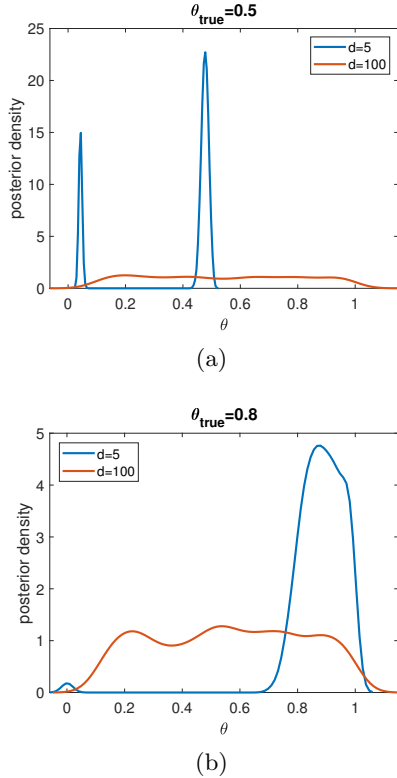 θtrue=0.5
posterior density
25
20
15
10
5
0
d=5
d=100
0 0.2 0.4 0.6 0.8 1
θ
(a)
θtrue=0.8
posterior density
5
4
3
2
1
0
d=5
d=100
0 0.2 0.4 0.6 0.8 1
θ
(b)